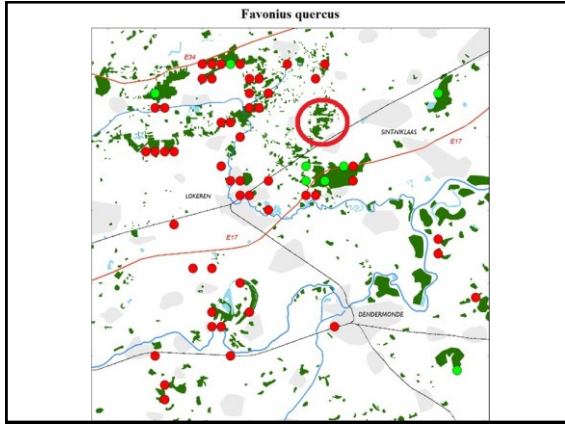 Favonius quercus
E34
SINTNIKLAAS
E17
LOKEREN
E17
DENDERMONDE